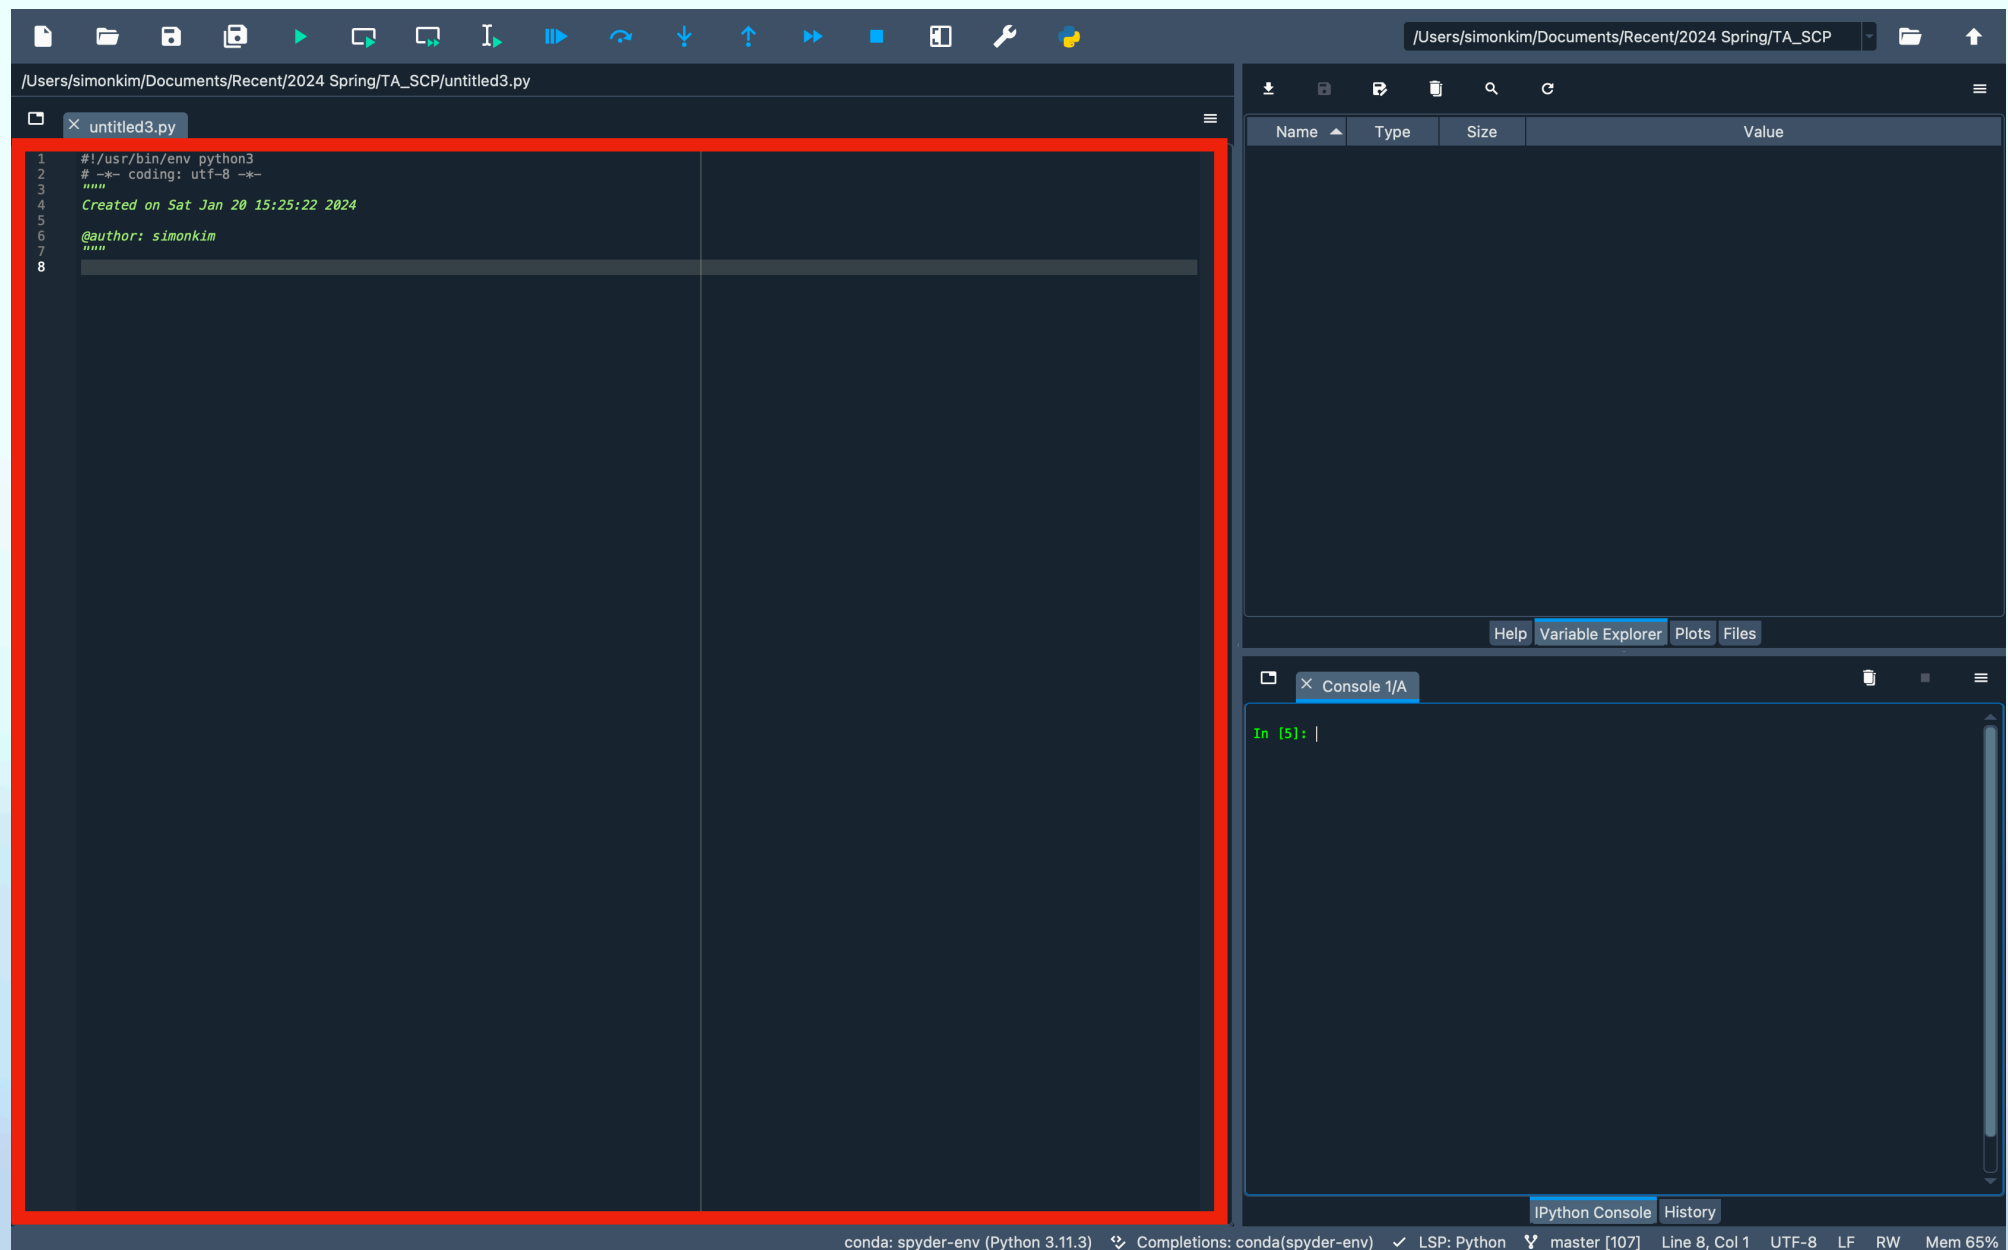 /Users/simonkim/Documents/Recent/2024 Spring/TA_SCP
/Users/simonkim/Documents/Recent/2024 Spring/TA_SCP/untitled3.py
untitled3.py
1 #!/usr/bin/env python3
2 # -*- coding: utf-8 -*-
3 """
4 Created on Sat Jan 20 15:25:22 2024
5
6 @author: simonkim
7 """
8
Name Type Size Value
Help Variable Explorer Plots Files
Console 1/A
In [5]:
IPython Console History
conda: spyder-env (Python 3.11.3) Completions: conda(spyder-env) LSP: Python master [107] Line 8, Col 1 UTF-8 LF RW Mem 65%